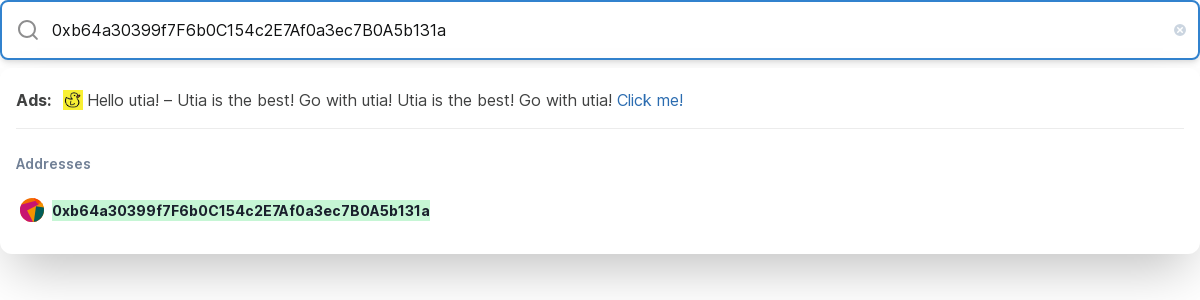 0xb64a30399f7F6b0C154c2E7Af0a3ec7B0A5b131a
Ads: Hello utia! – Utia is the best! Go with utia! Utia is the best! Go with utia! Click me!
Addresses
0xb64a30399f7F6b0C154c2E7Af0a3ec7B0A5b131a